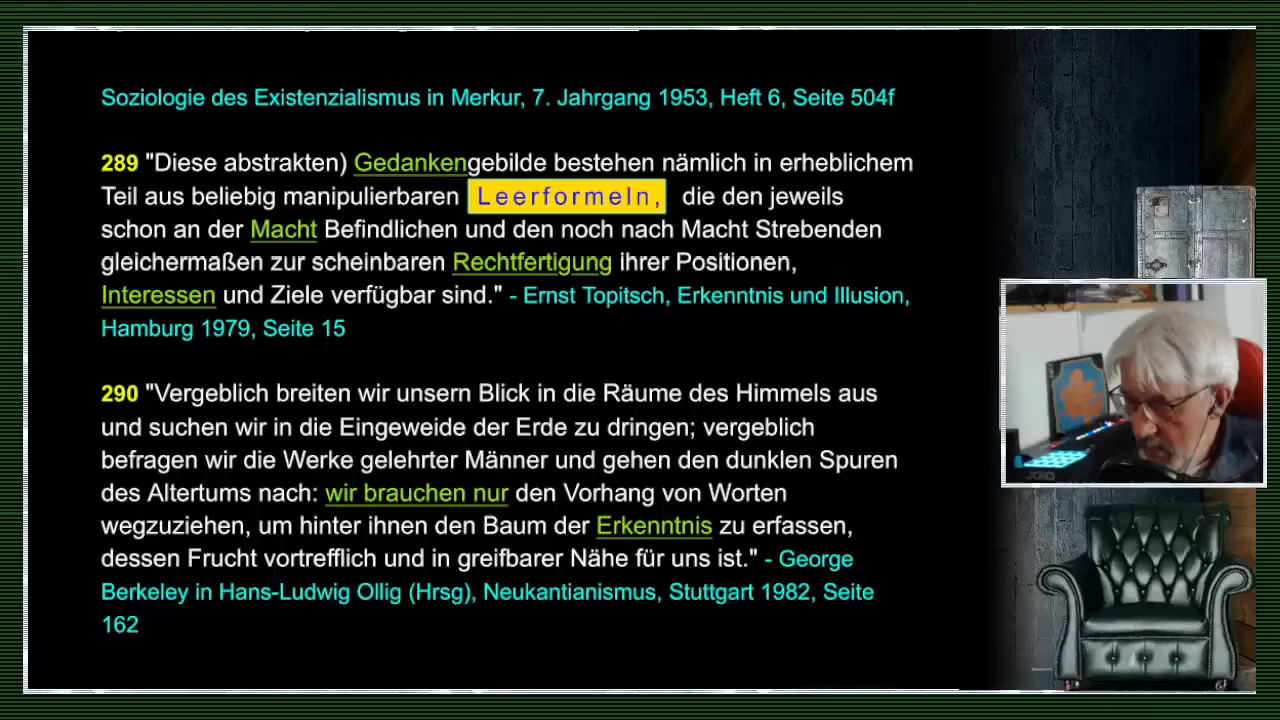 Soziologie des Existenzialismus in Merkur, 7. Jahrgang 1953, Heft 6, Seite 504f
289 "Diese abstrakten) Gedankengebilde bestehen nämlich in erheblichem
Teil aus beliebig manipulierbaren Leerformeln, die den jeweils
schon an der Macht Befindlichen und den noch nach Macht Strebenden
gleichermaßen zur scheinbaren Rechtfertigung ihrer Positionen,
Interessen und Ziele verfügbar sind." - Ernst Topitsch, Erkenntnis und Illusion,
Hamburg 1979, Seite 15
290 "Vergeblich breiten wir unsern Blick in die Räume des Himmels aus
und suchen wir in die Eingeweide der Erde zu dringen; vergeblich
befragen wir die Werke gelehrter Männer und gehen den dunklen Spuren
des Altertums nach: wir brauchen nur den Vorhang von Worten
wegzuziehen, um hinter ihnen den Baum der Erkenntnis zu erfassen,
dessen Frucht vortrefflich und in greifbarer Nähe für uns ist." - George
Berkeley in Hans-Ludwig Ollig (Hrsg), Neukantianismus, Stuttgart 1982, Seite
162